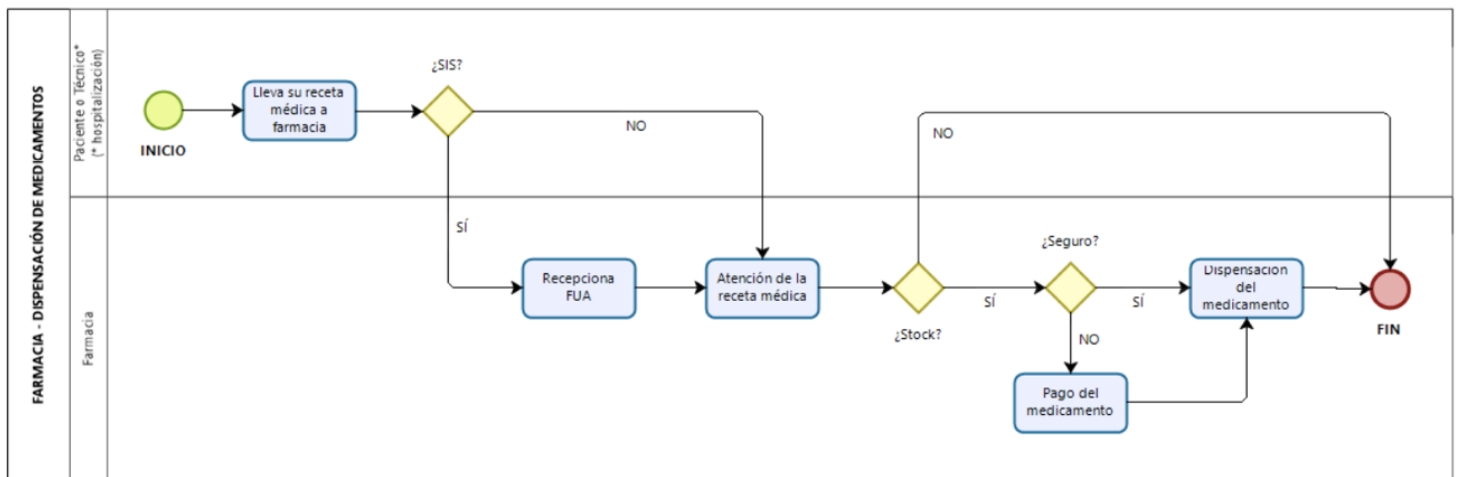 FARMACIA - DISPENSACIÓN DE MEDICAMENTOS
Paciente o Técnico*
(* hospitalización)
INICIO
Lleva su receta
médica a
farmacia
¿SIS?
NO
SÍ
NO
Farmacia
Recepciona
FUA
Atención de la
receta médica
¿Stock?
SÍ
¿Seguro?
SÍ
NO
Pago del
medicamento
Dispensación
del
medicamento
FIN